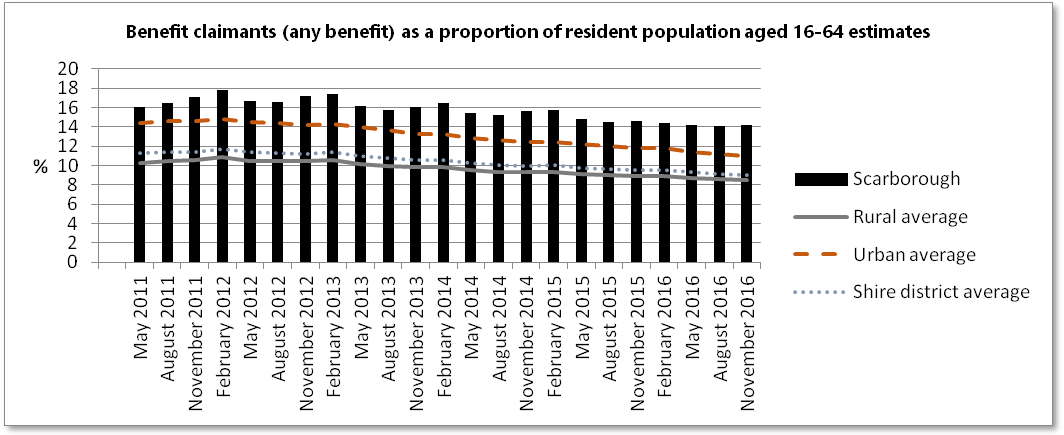 Benefit claimants (any benefit) as a proportion of resident population aged 16-64 estimates
20
18
16
14
12
10
8
6
4
2
0
%
May 2011
August 2011
November 2011
February 2012
May 2012
August 2012
November 2012
February 2013
May 2013
August 2013
November 2013
February 2014
May 2014
August 2014
November 2014
February 2015
May 2015
August 2015
November 2015
February 2016
May 2016
August 2016
November 2016
Scarborough
Rural average
Urban average
Shire district average